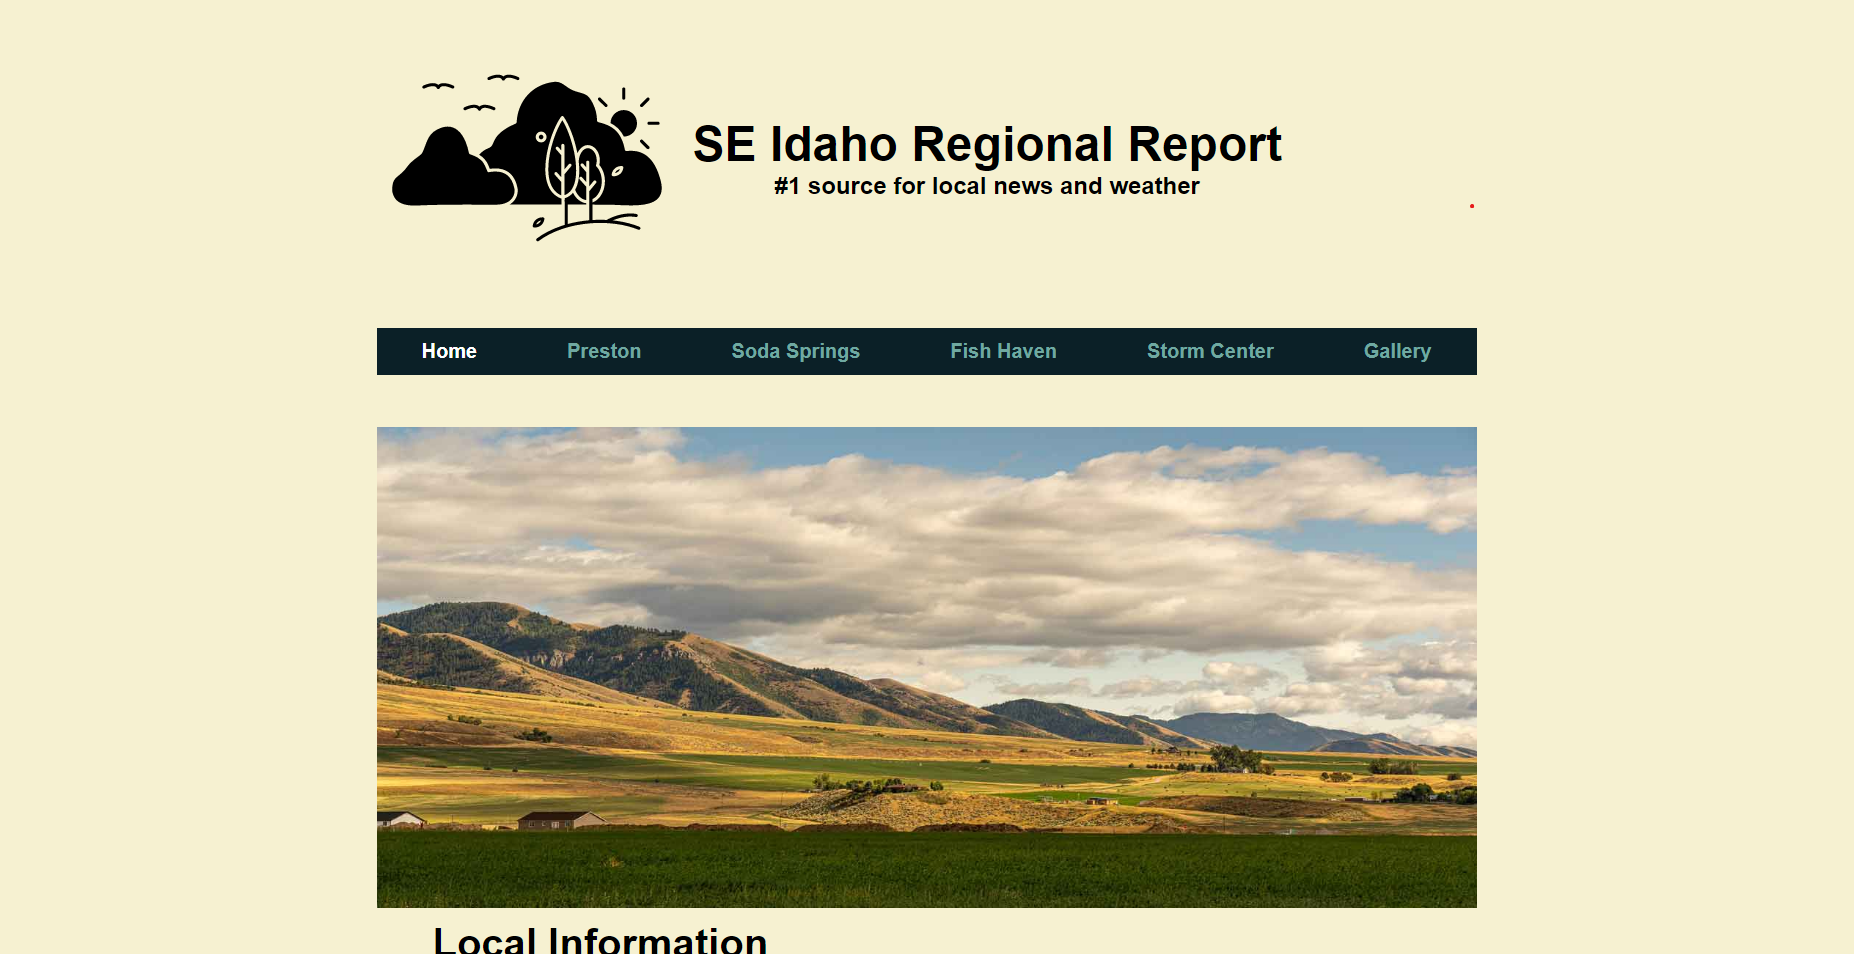 SE Idaho Regional Report
#1 source for local news and weather
Home Preston Soda Springs Fish Haven Storm Center Gallery
Local Information